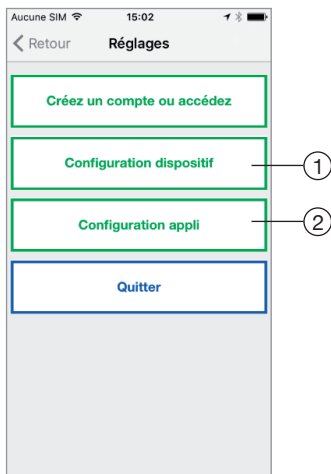 Aucune SIM 15:02
Retour Réglages
Créez un compte ou accédez
Configuration dispositif 1
Configuration appli 2
Quitter